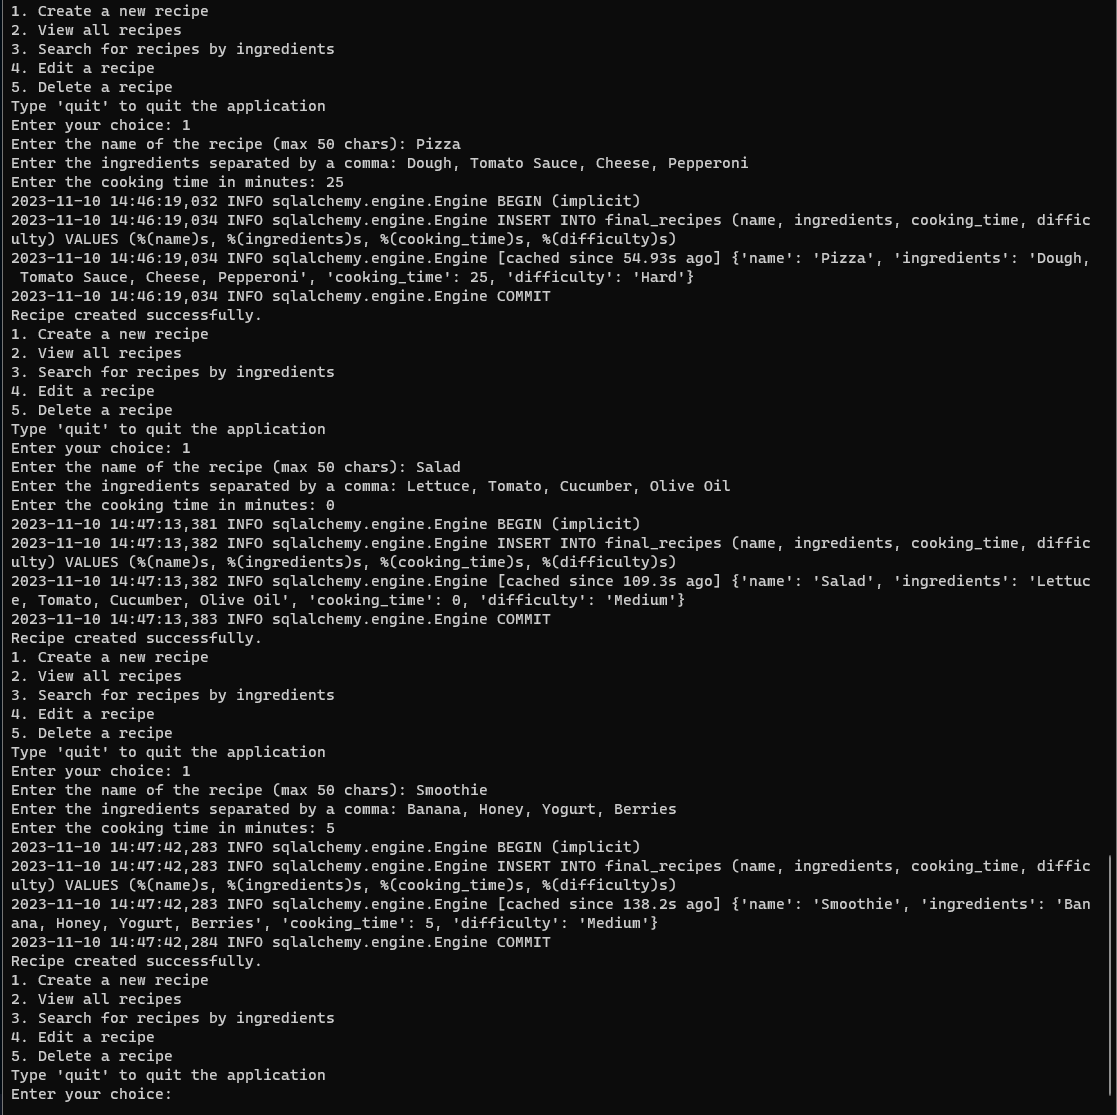 1. Create a new recipe
2. View all recipes
3. Search for recipes by ingredients
4. Edit a recipe
5. Delete a recipe
Type 'quit' to quit the application
Enter your choice: 1
Enter the name of the recipe (max 50 chars): Pizza
Enter the ingredients separated by a comma: Dough, Tomato Sauce, Cheese, Pepperoni
Enter the cooking time in minutes: 25
2023-11-10 14:46:19,032 INFO sqlalchemy.engine.Engine BEGIN (implicit)
2023-11-10 14:46:19,034 INFO sqlalchemy.engine.Engine INSERT INTO final_recipes (name, ingredients, cooking_time, diffic
ulty) VALUES (%(name)s, %(ingredients)s, %(cooking_time)s, %(difficulty)s)
2023-11-10 14:46:19,034 INFO sqlalchemy.engine.Engine [cached since 54.93s ago] {'name': 'Pizza', 'ingredients': 'Dough,
 Tomato Sauce, Cheese, Pepperoni', 'cooking_time': 25, 'difficulty': 'Hard'}
2023-11-10 14:46:19,034 INFO sqlalchemy.engine.Engine COMMIT
Recipe created successfully.
1. Create a new recipe
2. View all recipes
3. Search for recipes by ingredients
4. Edit a recipe
5. Delete a recipe
Type 'quit' to quit the application
Enter your choice: 1
Enter the name of the recipe (max 50 chars): Salad
Enter the ingredients separated by a comma: Lettuce, Tomato, Cucumber, Olive Oil
Enter the cooking time in minutes: 0
2023-11-10 14:47:13,381 INFO sqlalchemy.engine.Engine BEGIN (implicit)
2023-11-10 14:47:13,382 INFO sqlalchemy.engine.Engine INSERT INTO final_recipes (name, ingredients, cooking_time, diffic
ulty) VALUES (%(name)s, %(ingredients)s, %(cooking_time)s, %(difficulty)s)
2023-11-10 14:47:13,382 INFO sqlalchemy.engine.Engine [cached since 109.3s ago] {'name': 'Salad', 'ingredients': 'Lettuc
e, Tomato, Cucumber, Olive Oil', 'cooking_time': 0, 'difficulty': 'Medium'}
2023-11-10 14:47:13,383 INFO sqlalchemy.engine.Engine COMMIT
Recipe created successfully.
1. Create a new recipe
2. View all recipes
3. Search for recipes by ingredients
4. Edit a recipe
5. Delete a recipe
Type 'quit' to quit the application
Enter your choice: 1
Enter the name of the recipe (max 50 chars): Smoothie
Enter the ingredients separated by a comma: Banana, Honey, Yogurt, Berries
Enter the cooking time in minutes: 5
2023-11-10 14:47:42,283 INFO sqlalchemy.engine.Engine BEGIN (implicit)
2023-11-10 14:47:42,283 INFO sqlalchemy.engine.Engine INSERT INTO final_recipes (name, ingredients, cooking_time, diffic
ulty) VALUES (%(name)s, %(ingredients)s, %(cooking_time)s, %(difficulty)s)
2023-11-10 14:47:42,283 INFO sqlalchemy.engine.Engine [cached since 138.2s ago] {'name': 'Smoothie', 'ingredients': 'Ban
ana, Honey, Yogurt, Berries', 'cooking_time': 5, 'difficulty': 'Medium'}
2023-11-10 14:47:42,284 INFO sqlalchemy.engine.Engine COMMIT
Recipe created successfully.
1. Create a new recipe
2. View all recipes
3. Search for recipes by ingredients
4. Edit a recipe
5. Delete a recipe
Type 'quit' to quit the application
Enter your choice: